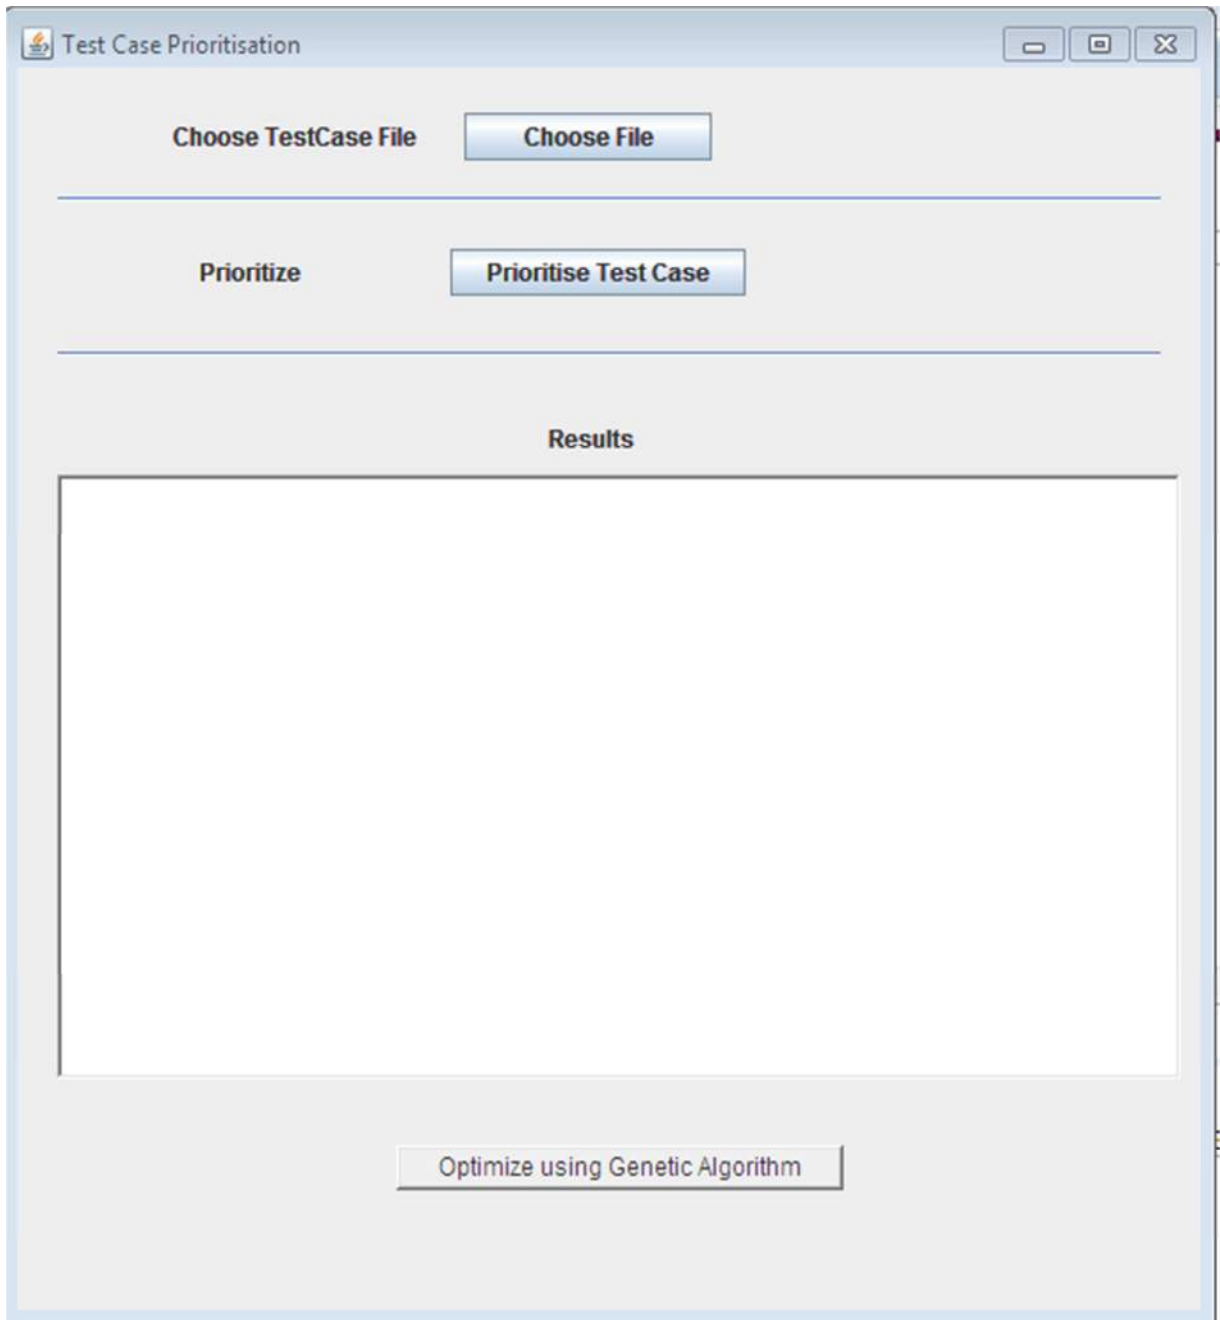 Test Case Prioritisation
Choose TestCase File Choose File
Prioritize Prioritise Test Case
Results
Optimize using Genetic Algorithm